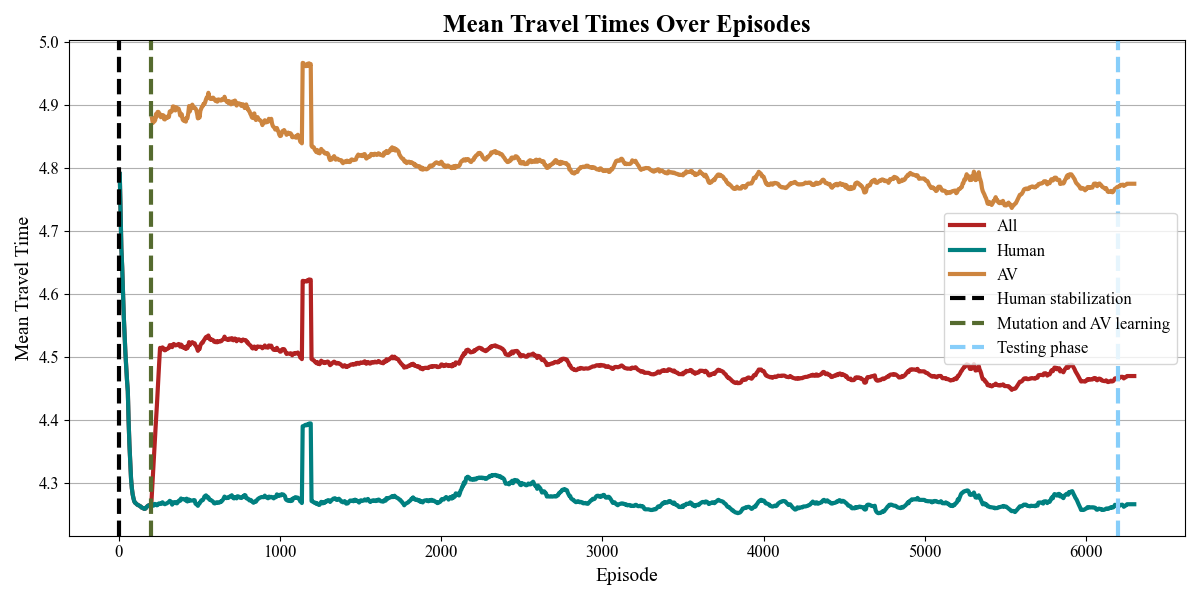 Mean Travel Times Over Episodes
Mean Travel Time
5.0
4.9
4.8
4.7
4.6
4.5
4.4
4.3
All
Human
AV
Human stabilization
Mutation and AV learning
Testing phase
0 1000 2000 3000 4000 5000 6000
Episode